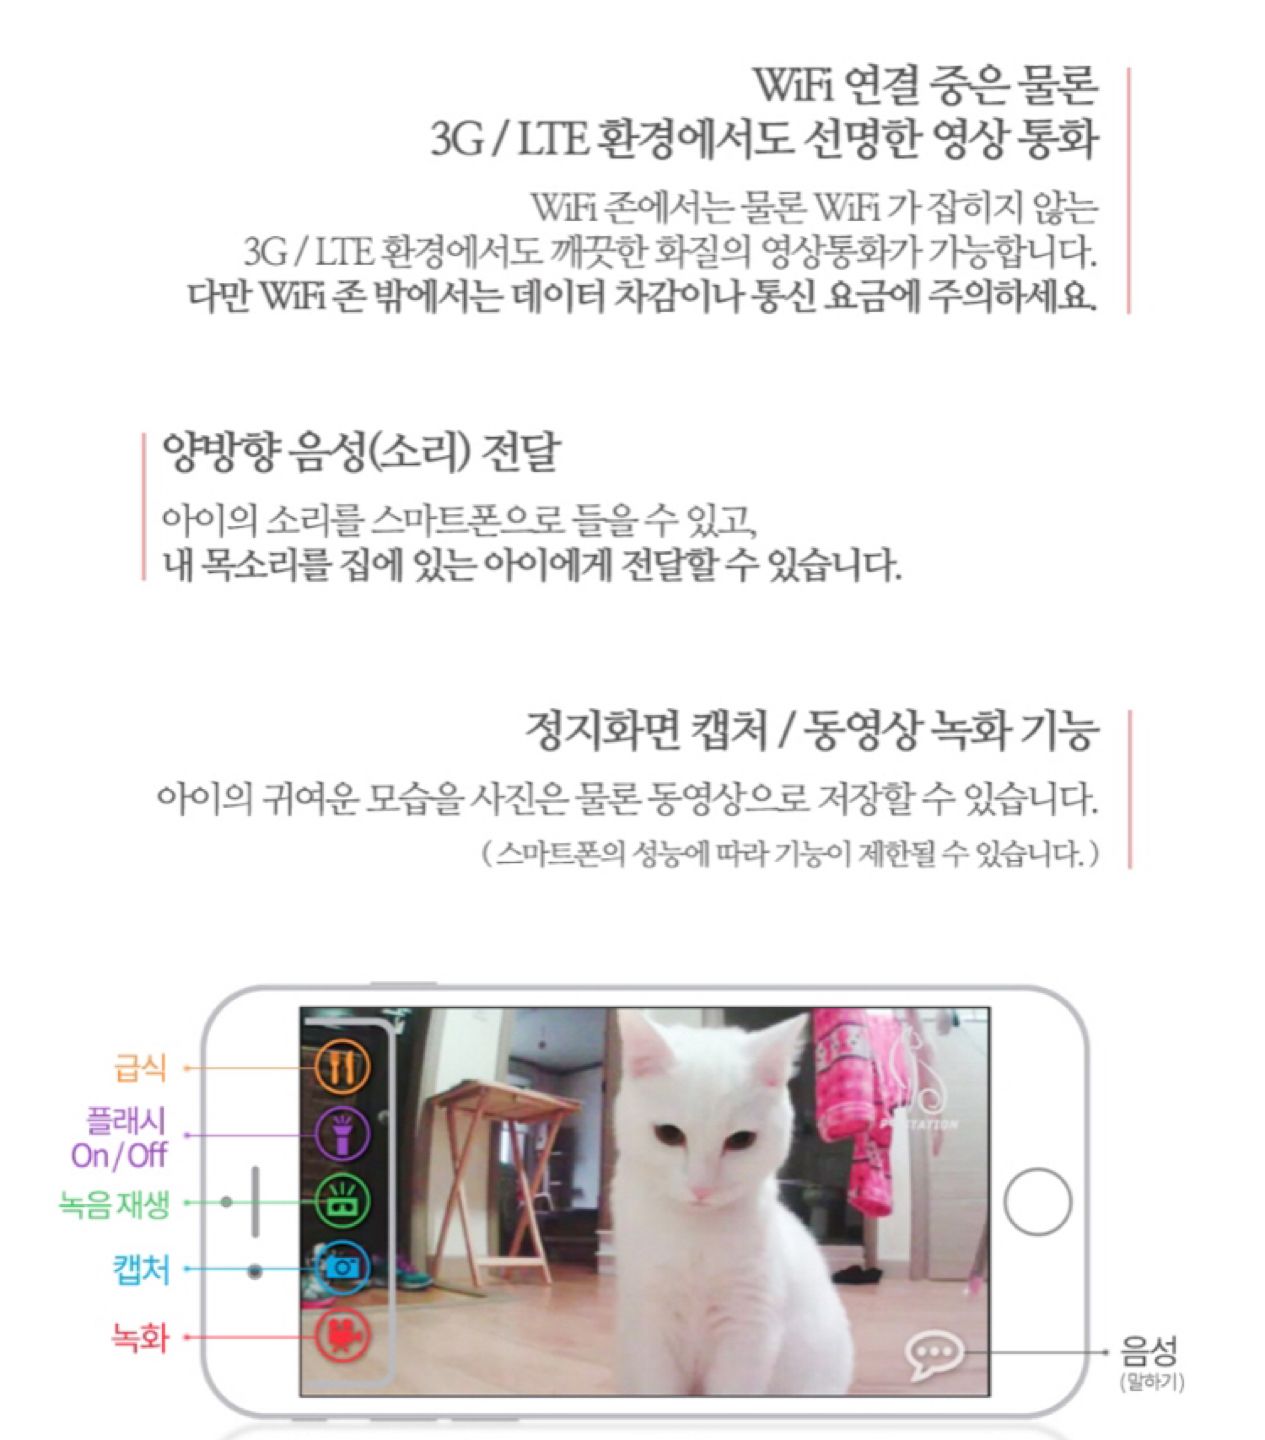 WiFi 연결 중은 물론
3G / LTE 환경에서도 선명한 영상 통화
WiFi 존에서는 물론 WiFi 가 잡히지 않는
3G / LTE 환경에서도 깨끗한 화질의 영상통화가 가능합니다.
다만 WiFi 존 밖에서는 데이터 차감이나 통신 요금에 주의하세요.
양방향 음성(소리) 전달
아이의 소리를 스마트폰으로 들을 수 있고,
내 목소리를 집에 있는 아이에게 전달할 수 있습니다.
정지화면 캡처 / 동영상 녹화 기능
아이의 귀여운 모습을 사진은 물론 동영상으로 저장할 수 있습니다.
( 스마트폰의 성능에 따라 기능이 제한될 수 있습니다. )
급식
플래시
On / Off
녹음 재생
캡처
녹화
음성
(말하기)